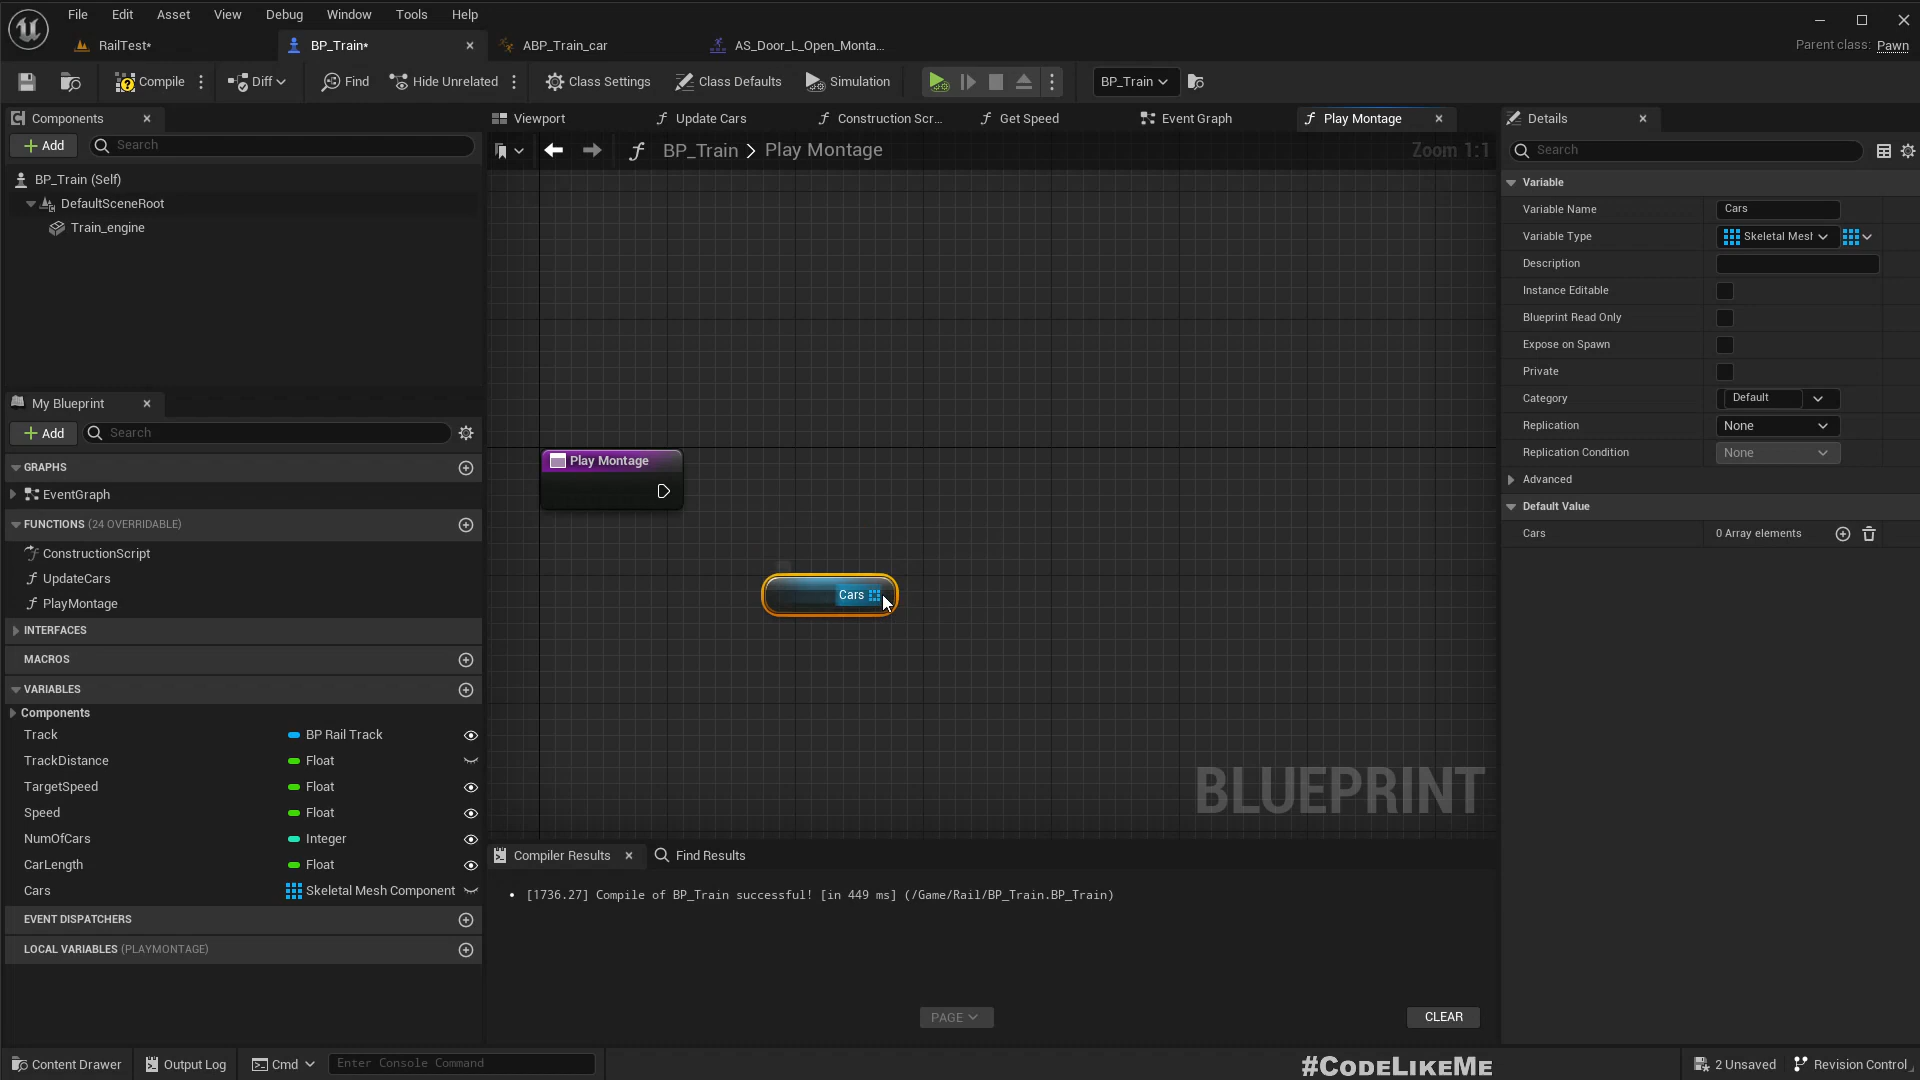 File Edit Asset View Debug Window Tools Help
RailTest* BP_Train* ABP_Train_car AS_Door_L_Open_Monta... Parent class: Pawn
Compile Diff Find Hide Unrelated Class Settings Class Defaults Simulation BP_Train
Components
Add Search
BP_Train (Self)
DefaultSceneRoot
Train_engine
My Blueprint
Add Search
GRAPHS
EventGraph
FUNCTIONS (24 OVERRIDABLE)
ConstructionScript
UpdateCars
PlayMontage
INTERFACES
MACROS
VARIABLES
Components
Track BP Rail Track
TrackDistance Float
TargetSpeed Float
Speed Float
NumOfCars Integer
CarLength Float
Cars Skeletal Mesh Component
EVENT DISPATCHERS
LOCAL VARIABLES (PLAYMONTAGE)
Viewport Update Cars Construction Scr... Get Speed Event Graph Play Montage
BP_Train > Play Montage Zoom 1:1
Play Montage
Cars
BLUEPRINT
Compiler Results Find Results
[1736.27] Compile of BP_Train successful! [in 449 ms] (/Game/Rail/BP_Train.BP_Train)
PAGE CLEAR
Details
Search
Variable
Variable Name Cars
Variable Type Skeletal Mesh
Description
Instance Editable
Blueprint Read Only
Expose on Spawn
Private
Category Default
Replication None
Replication Condition None
Advanced
Default Value
Cars 0 Array elements
Content Drawer Output Log Cmd Enter Console Command #CODELIKEME 2 Unsaved Revision Control